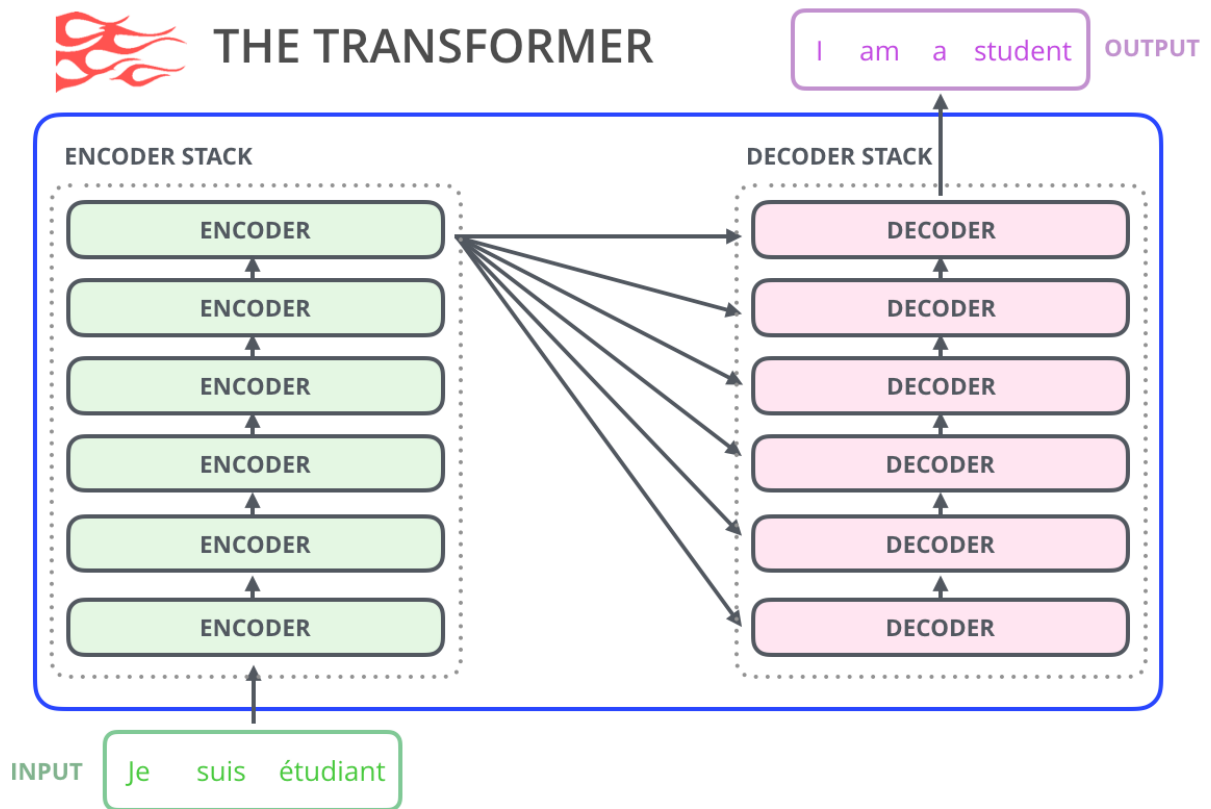 THE TRANSFORMER
I am a student
OUTPUT
ENCODER STACK
DECODER STACK
ENCODER
ENCODER
ENCODER
ENCODER
ENCODER
ENCODER
DECODER
DECODER
DECODER
DECODER
DECODER
DECODER
INPUT
Je suis étudiant